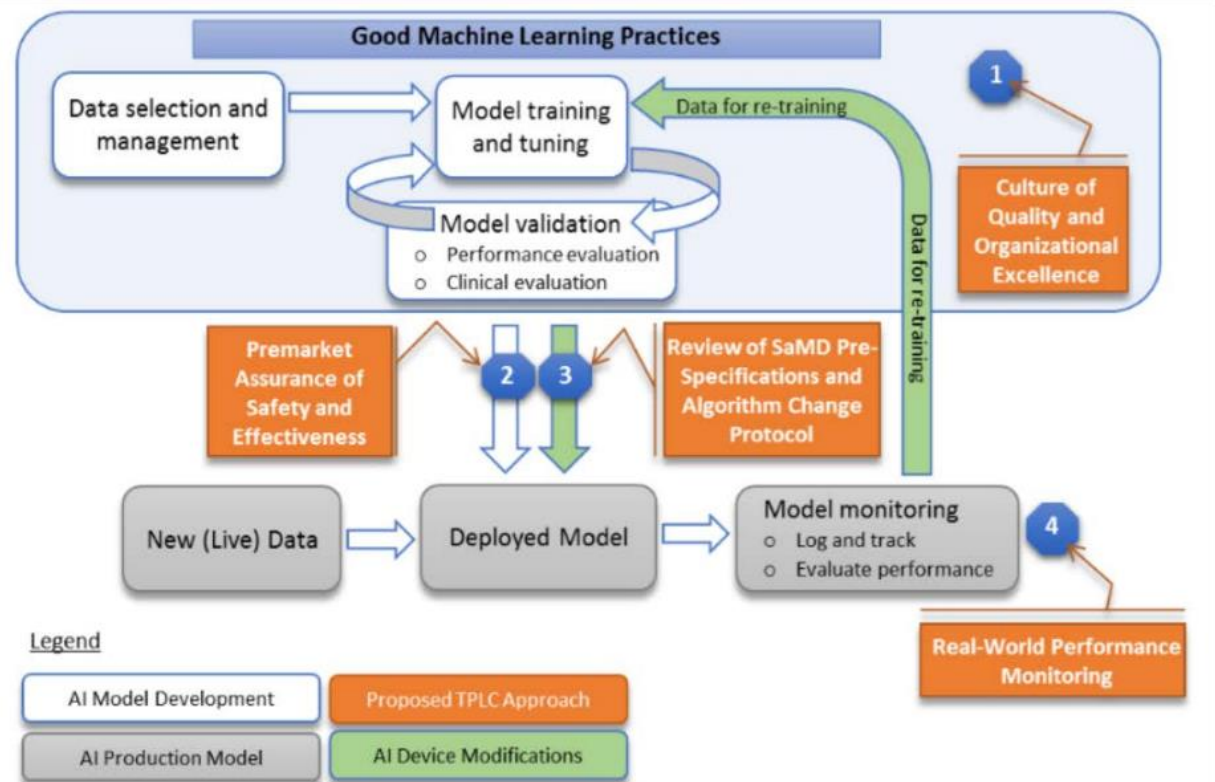 Good Machine Learning Practices
Data selection and
management
Model training
and tuning
Data for re-training
1
Culture of
Quality and
Organizational
Excellence
Model validation
o Performance evaluation
o Clinical evaluation
Data for re-training
Premarket
Assurance of
Safety and
Effectiveness
2
3
Review of SaMD Pre-
Specifications and
Algorithm Change
Protocol
New (Live) Data
Deployed Model
Model monitoring
o Log and track
o Evaluate performance
4
Real-World Performance
Monitoring
Legend
AI Model Development
Proposed TPLC Approach
AI Production Model
AI Device Modifications